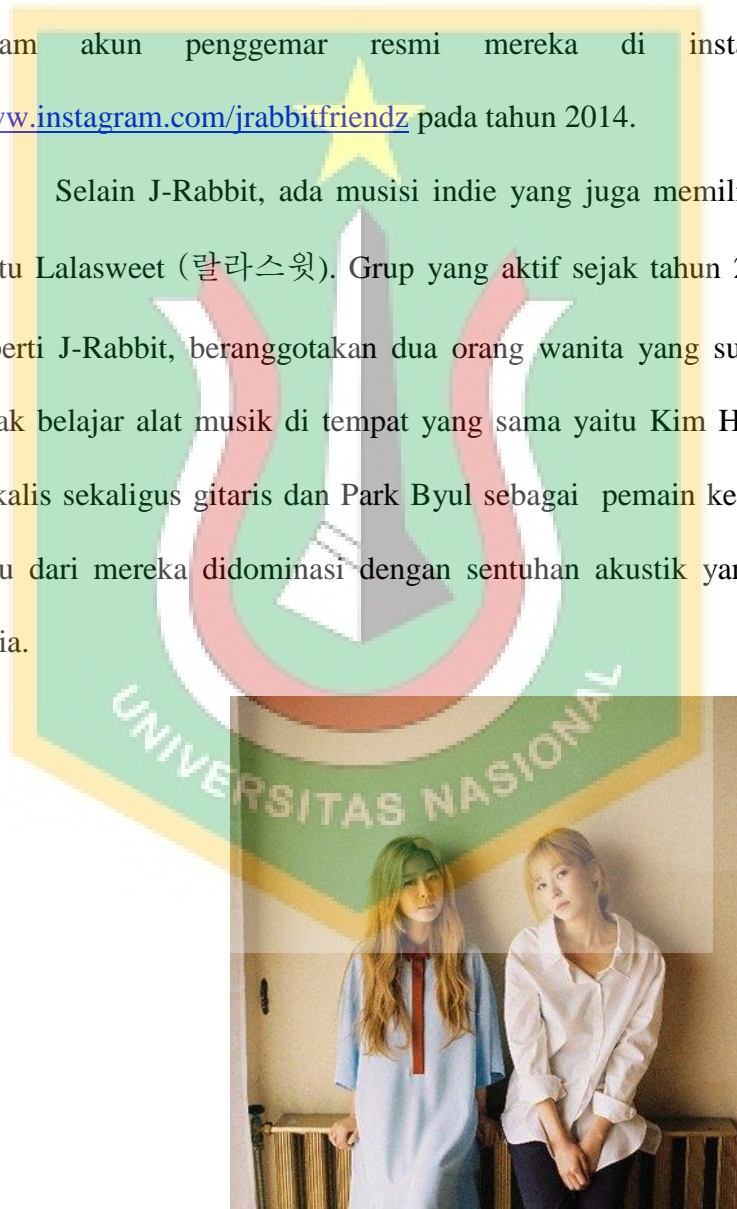 am akun penggemar resmi mereka di insta
w.instagram.com/jrabbitfriendz pada tahun 2014.
Selain J-Rabbit, ada musisi indie yang juga memil
tu Lalasweet (랄라스윗). Grup yang aktif sejak tahun 2
perti J-Rabbit, beranggotakan dua orang wanita yang su
ak belajar alat musik di tempat yang sama yaitu Kim H
kalis sekaligus gitaris dan Park Byul sebagai pemain ke
u dari mereka didominasi dengan sentuhan akustik yan
ia.
UNIVERSITAS NASIONAL